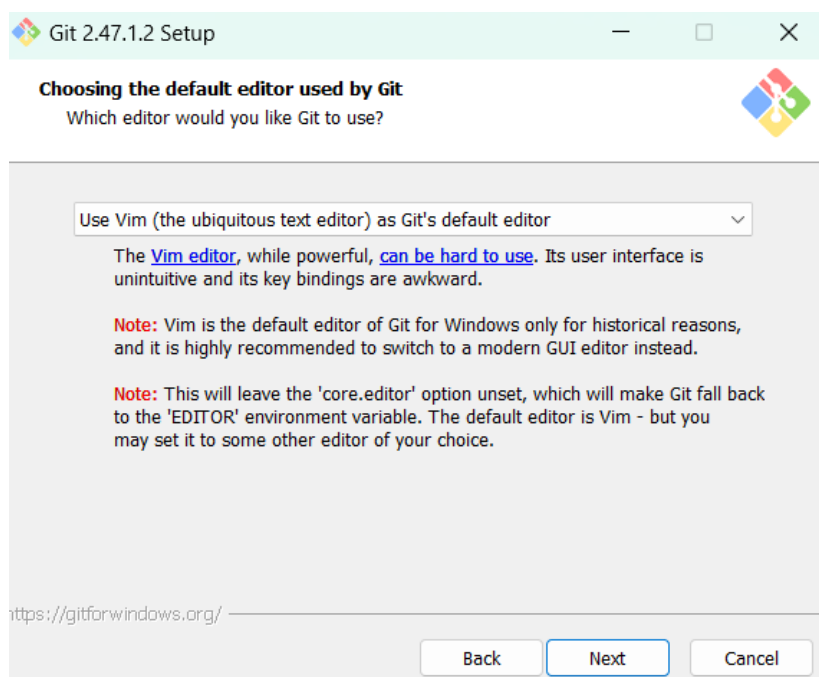 Git 2.47.1.2 Setup
Choosing the default editor used by Git
Which editor would you like Git to use?
Use Vim (the ubiquitous text editor) as Git's default editor
The Vim editor, while powerful, can be hard to use. Its user interface is
unintuitive and its key bindings are awkward.
Note: Vim is the default editor of Git for Windows only for historical reasons,
and it is highly recommended to switch to a modern GUI editor instead.
Note: This will leave the 'core.editor' option unset, which will make Git fall back
to the 'EDITOR' environment variable. The default editor is Vim - but you
may set it to some other editor of your choice.
https://gitforwindows.org/
Back Next Cancel